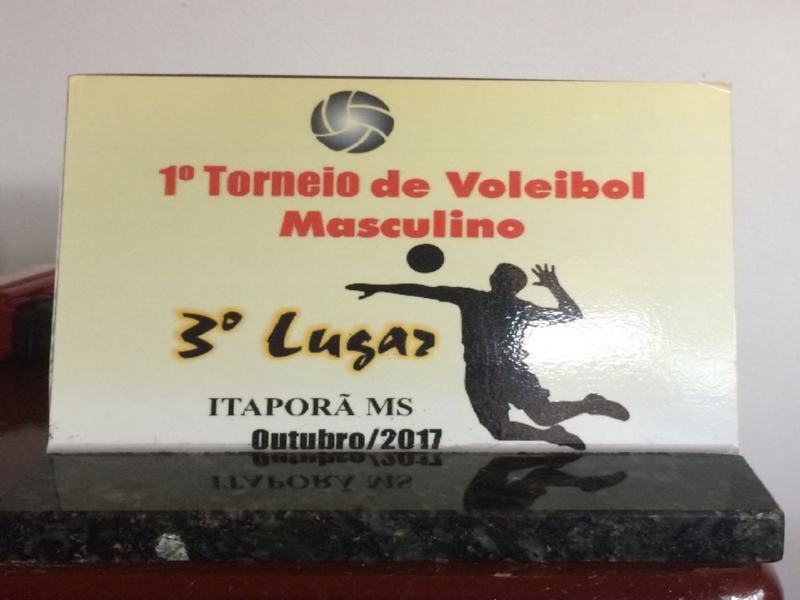 1º Torneio de Voleibol
Masculino
3º Lugar
ITAPORÃ MS
Outubro/2017